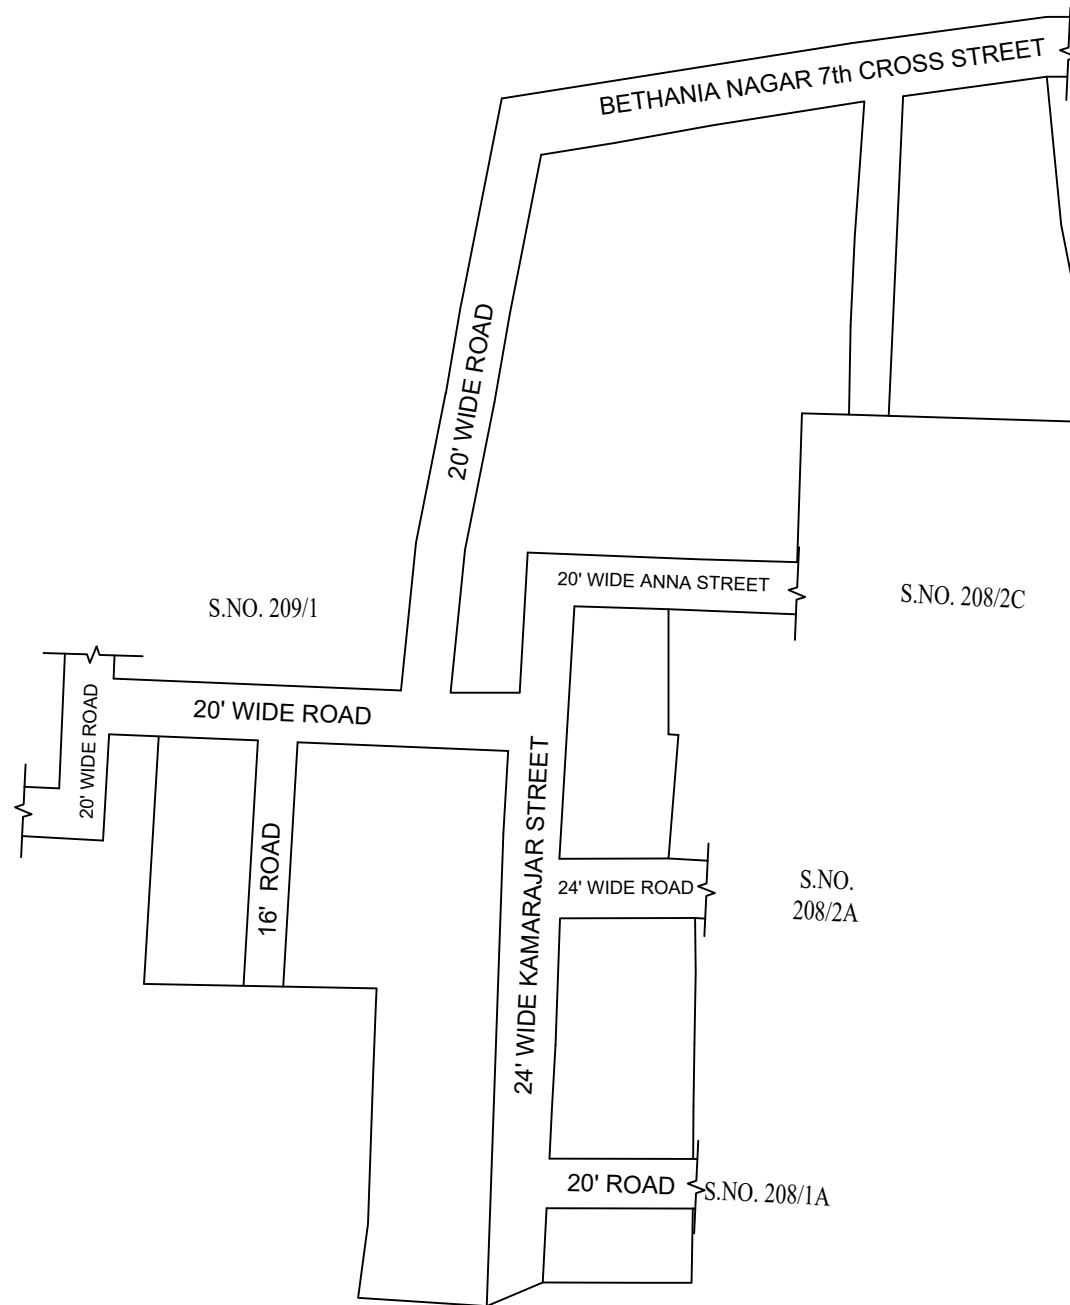 BETHANIA NAGAR 7th CROSS STREET
20' WIDE ROAD
20' WIDE ANNA STREET
S.NO. 209/1
S.NO. 208/2C
20' WIDE ROAD
20' WIDE ROAD
16' ROAD
24' WIDE KAMARAJAR STREET
24' WIDE ROAD
S.NO.
208/2A
20' ROAD
S.NO. 208/1A